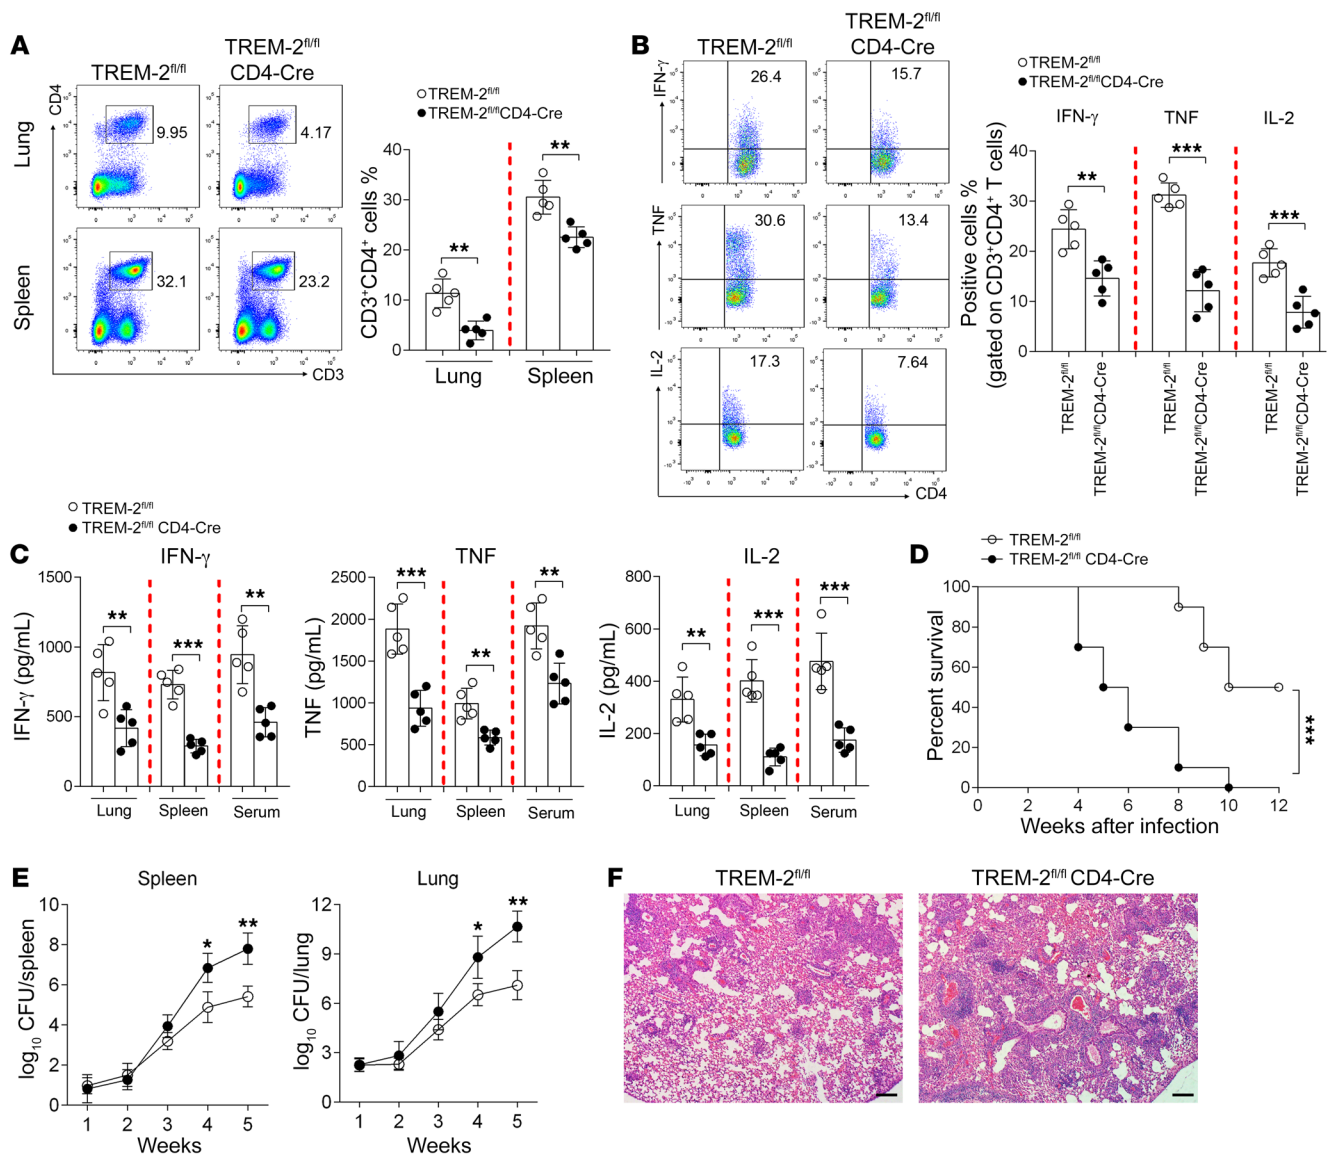 A
TREM-2fl/fl
TREM-2fl/fl
CD4-Cre
CD4
Lung
9.95
4.17
Spleen
32.1
23.2
CD3
TREM-2fl/fl
TREM-2fl/flCD4-Cre
CD3+CD4+ cells %
40
30
20
10
0
**
**
Lung
Spleen
B
TREM-2fl/fl
TREM-2fl/fl
CD4-Cre
IFN-γ
26.4
15.7
TNF
30.6
13.4
IL-2
17.3
7.64
CD4
TREM-2fl/fl
TREM-2fl/flCD4-Cre
IFN-γ
TNF
IL-2
Positive cells %
(gated on CD3+CD4+ T cells)
40
30
20
10
0
**
***
***
TREM-2fl/fl
TREM-2fl/flCD4-Cre
TREM-2fl/fl
TREM-2fl/flCD4-Cre
TREM-2fl/fl
TREM-2fl/flCD4-Cre
C
TREM-2fl/fl
TREM-2fl/fl CD4-Cre
IFN-γ
IFN-γ (pg/mL)
1500
1000
500
0
**
***
**
Lung
Spleen
Serum
TNF
TNF (pg/mL)
2500
2000
1500
1000
500
0
***
**
**
Lung
Spleen
Serum
IL-2
IL-2 (pg/mL)
800
600
400
200
0
**
***
***
Lung
Spleen
Serum
D
TREM-2fl/fl
TREM-2fl/fl CD4-Cre
Percent survival
100
80
60
40
20
0
***
0 2 4 6 8 10 12
Weeks after infection
E
Spleen
log10 CFU/spleen
10
8
6
4
2
0
*
**
1 2 3 4 5
Weeks
Lung
log10 CFU/lung
12
9
6
3
0
*
**
1 2 3 4 5
Weeks
F
TREM-2fl/fl
TREM-2fl/fl CD4-Cre